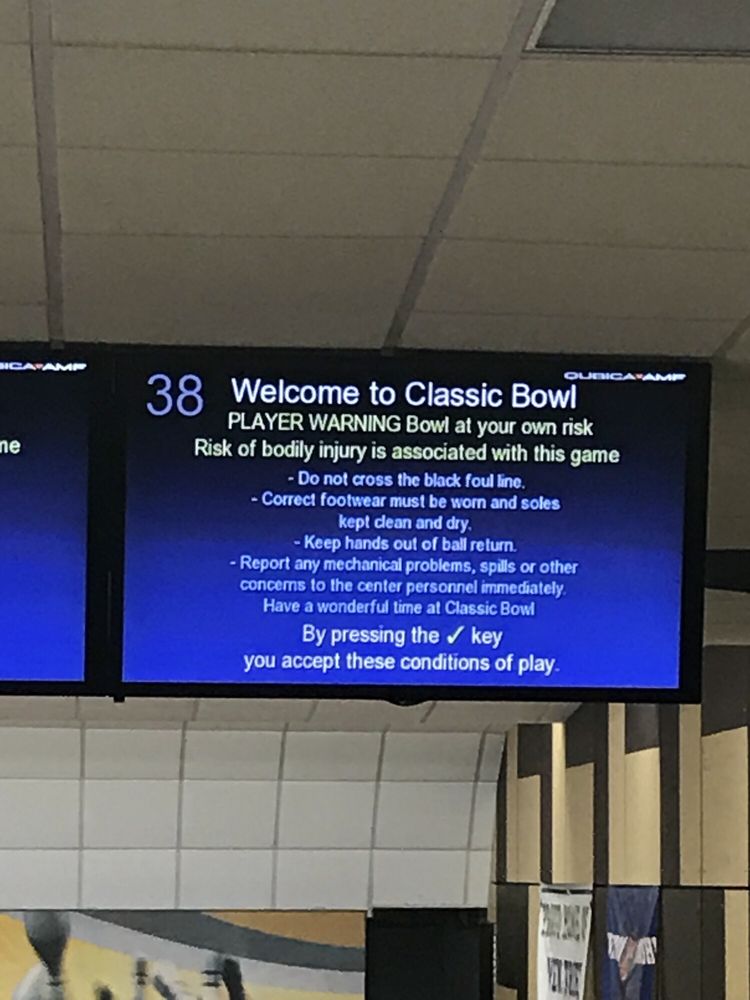 QUBICA AMF
38
Welcome to Classic Bowl
PLAYER WARNING Bowl at your own risk
Risk of bodily injury is associated with this game
- Do not cross the black foul line.
- Correct footwear must be worn and soles
kept clean and dry.
- Keep hands out of ball return.
- Report any mechanical problems, spills or other
concerns to the center personnel immediately.
Have a wonderful time at Classic Bowl
By pressing the ✓ key
you accept these conditions of play.